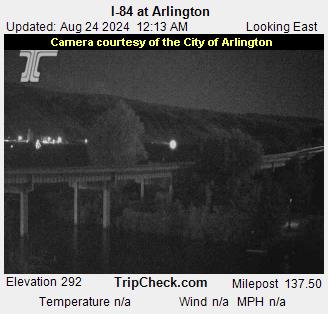 I-84 at Arlington
Updated: Aug 24 2024 12:13 AM Looking East
Camera courtesy of the City of Arlington
Elevation 292 TripCheck.com Milepost 137.50
Temperature n/a Wind n/a MPH n/a